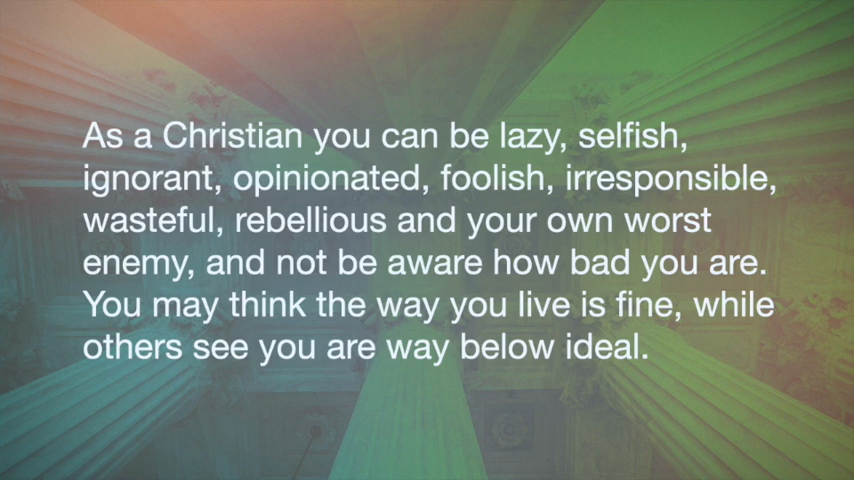 As a Christian you can be lazy, selfish,
ignorant, opinionated, foolish, irresponsible,
wasteful, rebellious and your own worst
enemy, and not be aware how bad you are.
You may think the way you live is fine, while
others see you are way below ideal.